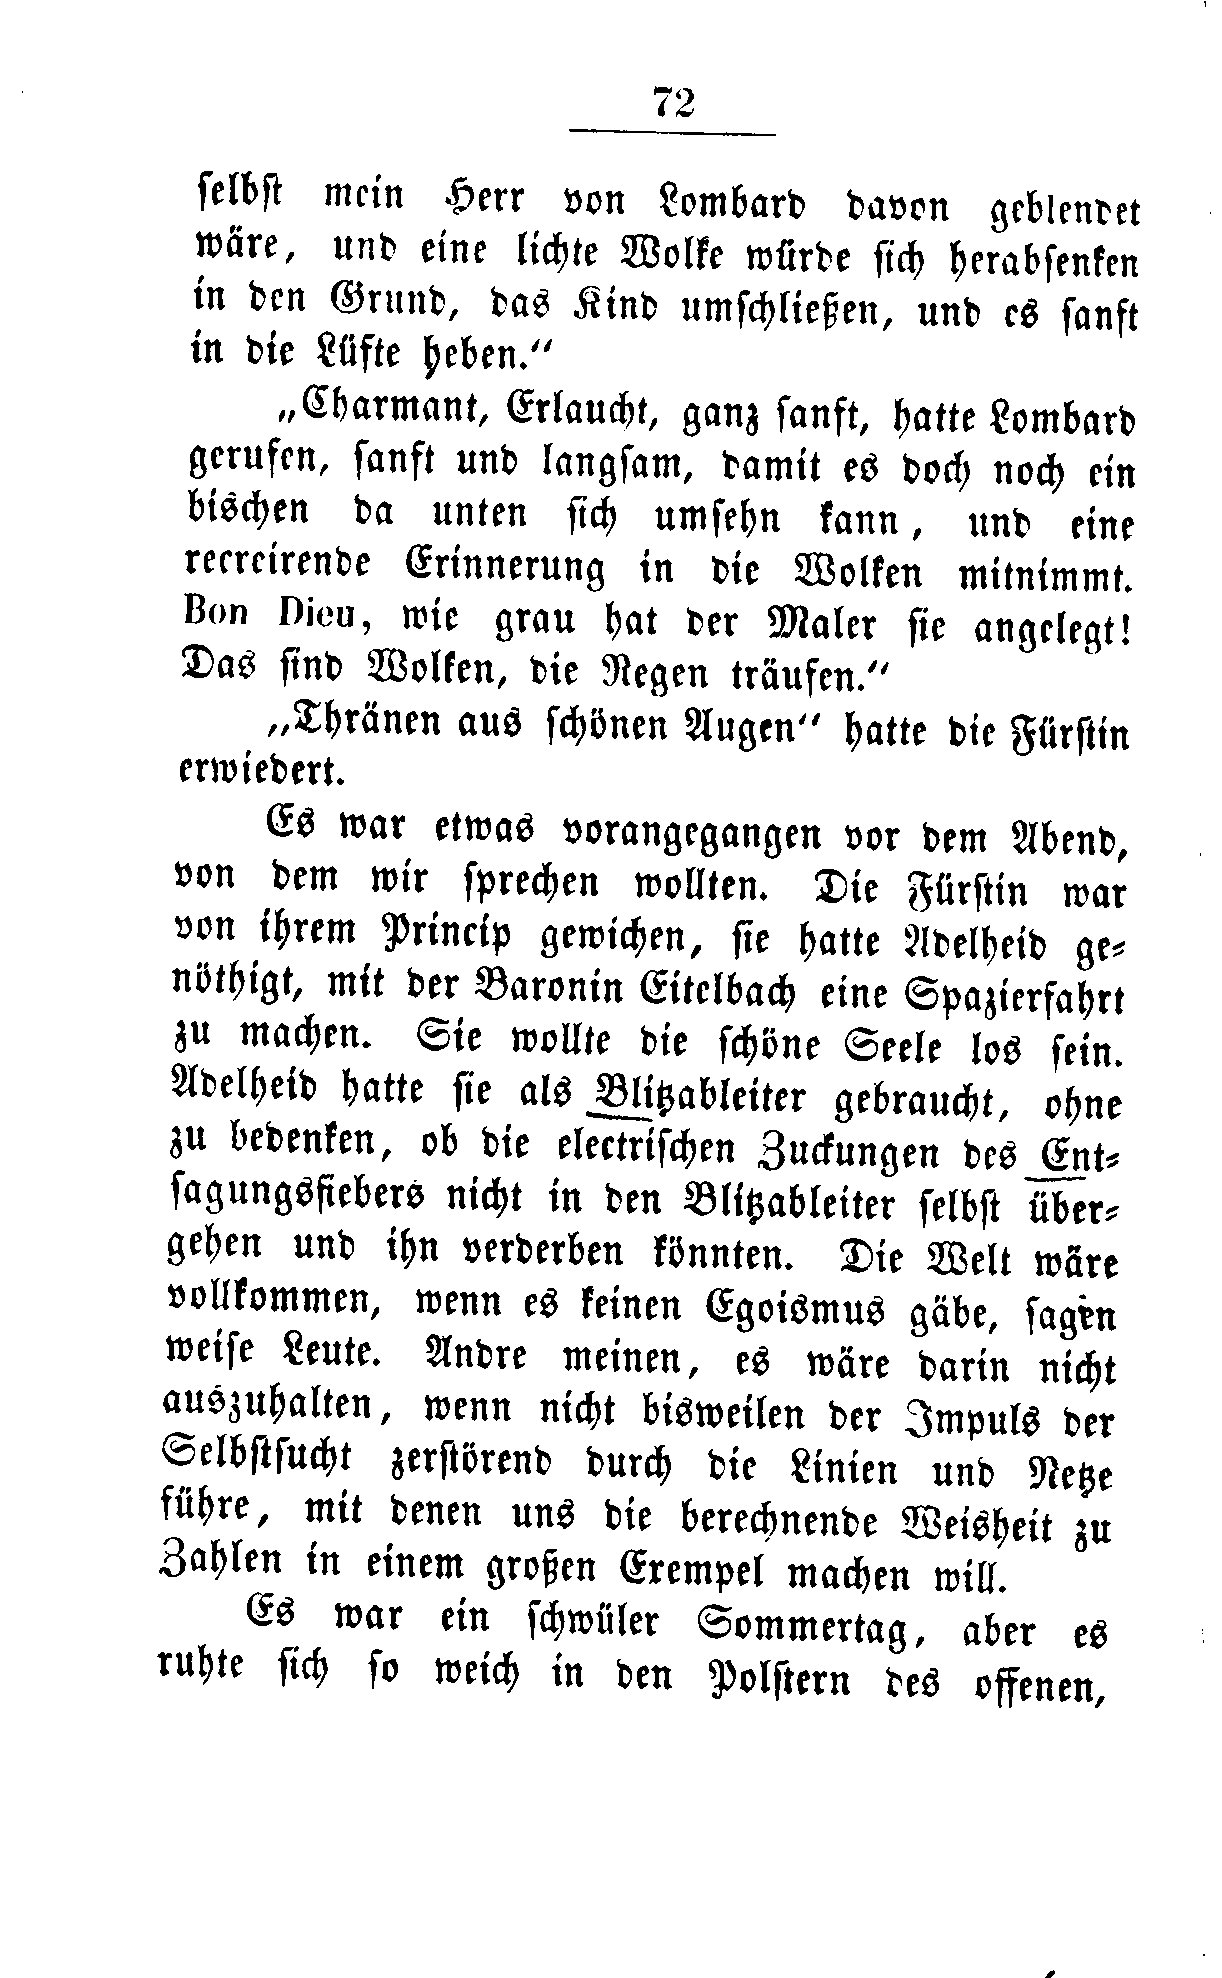 72
selbst mein Herr von Lombard davon geblendet
wäre, und eine lichte Wolke würde sich herabsenken
in den Grund, das Kind umschließen, und es sanft
in die Lüfte heben.“
„Charmant, Erlaucht, ganz sanft, hatte Lombard
gerufen, sanft und langsam, damit es doch noch ein
bischen da unten sich umsehn kann, und eine
recreirende Erinnerung in die Wolken mitnimmt.
Bon Dieu, wie grau hat der Maler sie angelegt!
Das sind Wolken, die Regen träufen.“
„Thränen aus schönen Augen“ hatte die Fürstin
erwiedert.
Es war etwas vorangegangen vor dem Abend,
von dem wir sprechen wollten. Die Fürstin war
von ihrem Princip gewichen, sie hatte Adelheid ge-
nöthigt, mit der Baronin Eitelbach eine Spazierfahrt
zu machen. Sie wollte die schöne Seele los sein.
Adelheid hatte sie als Blitzableiter gebraucht, ohne
zu bedenken, ob die electrischen Zuckungen des Ent-
sagungsfiebers nicht in den Blitzableiter selbst über-
gehen und ihn verderben könnten. Die Welt wäre
vollkommen, wenn es keinen Egoismus gäbe, sagen
weise Leute. Andre meinen, es wäre darin nicht
auszuhalten, wenn nicht bisweilen der Impuls der
Selbstsucht zerstörend durch die Linien und Netze
führe, mit denen uns die berechnende Weisheit zu
Zahlen in einem großen Exempel machen will.
Es war ein schwüler Sommertag, aber es
ruhte sich so weich in den Polstern des offenen,